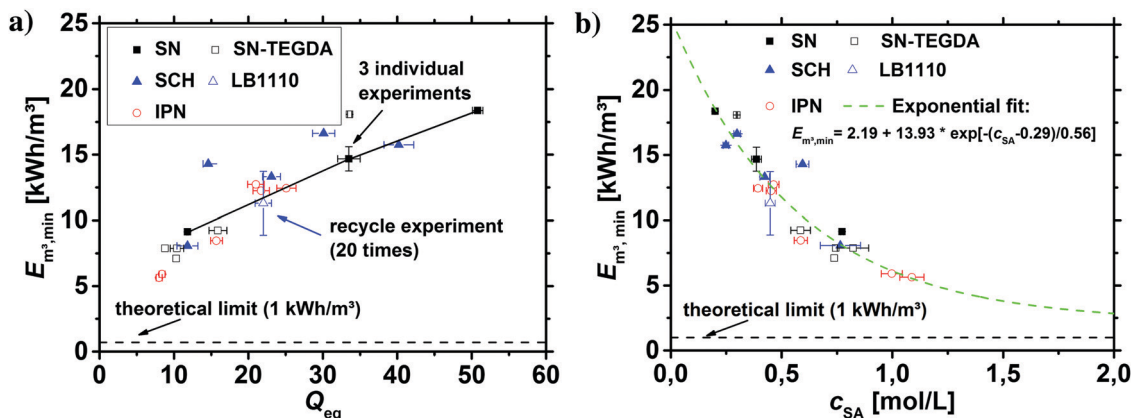 a)
E_m³,min [kWh/m³]
25
20
15
10
5
0
SN
SN-TEGDA
SCH
LB1110
IPN
3 individual
experiments
recycle experiment
(20 times)
theoretical limit (1 kWh/m³)
0 10 20 30 40 50 60
Q_eq
b)
E_m³, min [kWh/m³]
25
20
15
10
5
0
SN
SN-TEGDA
SCH
LB1110
IPN
Exponential fit:
E_m³,min = 2.19 + 13.93 * exp[-(c_SA-0.29)/0.56]
theoretical limit (1 kWh/m³)
0,0 0,5 1,0 1,5 2,0
c_SA [mol/L]